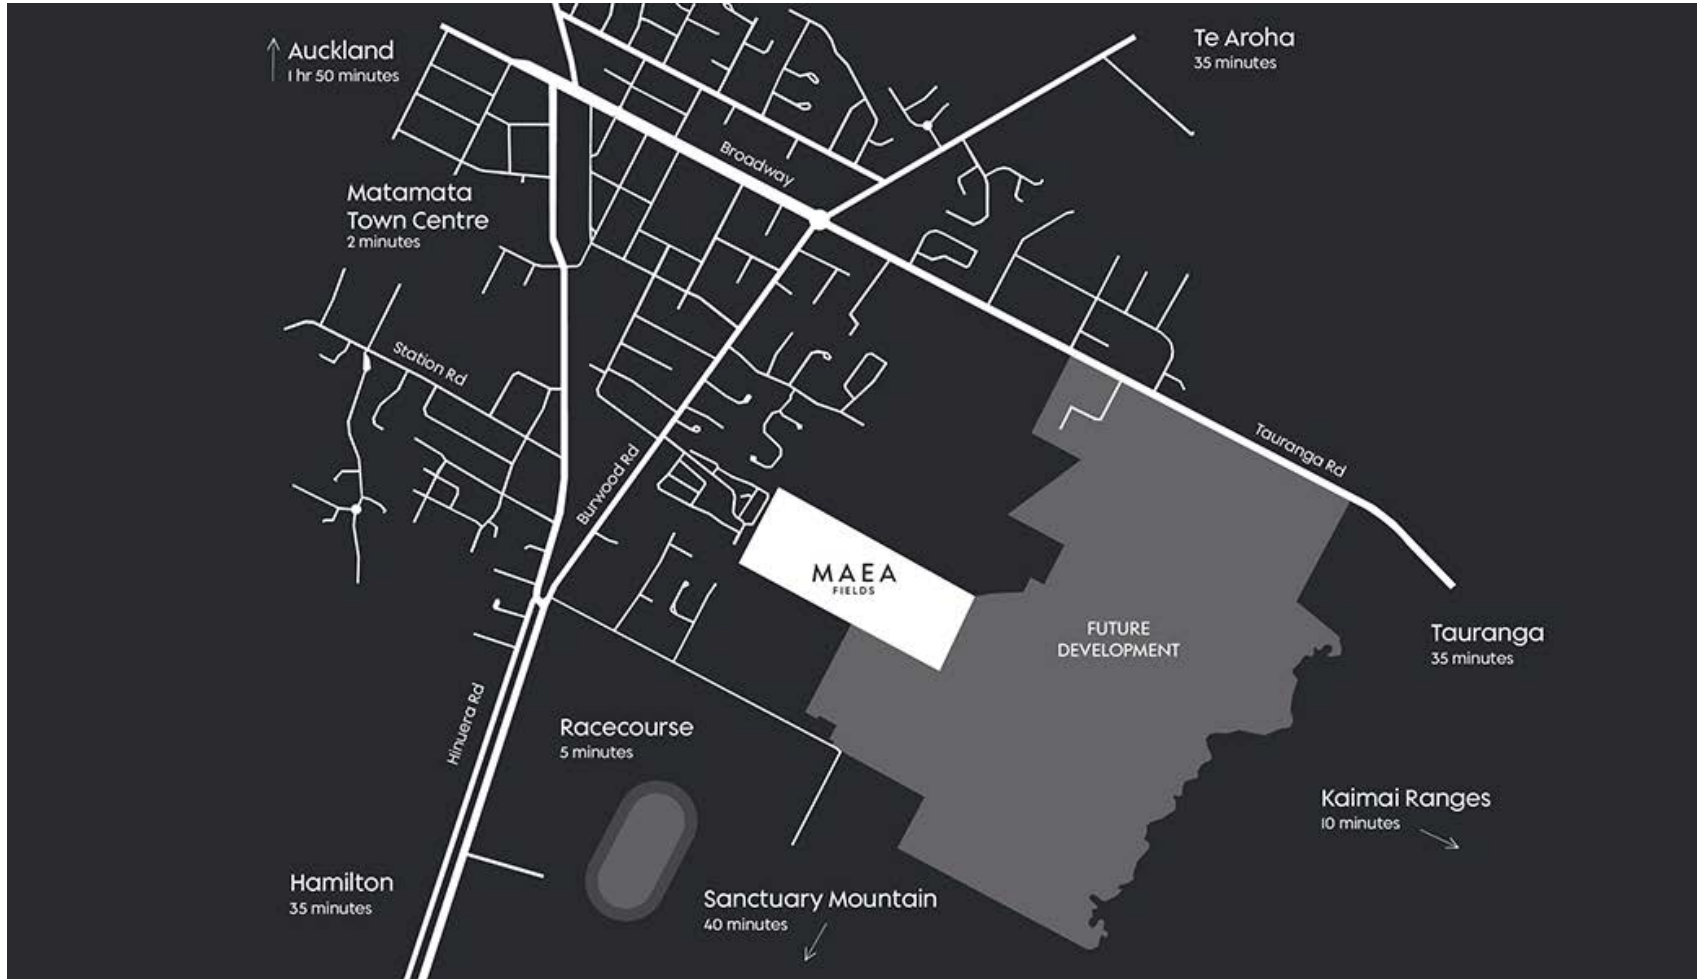 Auckland
1 hr 50 minutes
Te Aroha
35 minutes
Broadway
Matamata
Town Centre
2 minutes
Station Rd
Burwood Rd
Tauranga Rd
MAEA
FIELDS
FUTURE
DEVELOPMENT
Tauranga
35 minutes
Hinuera Rd
Racecourse
5 minutes
Kaimai Ranges
10 minutes
Hamilton
35 minutes
Sanctuary Mountain
40 minutes